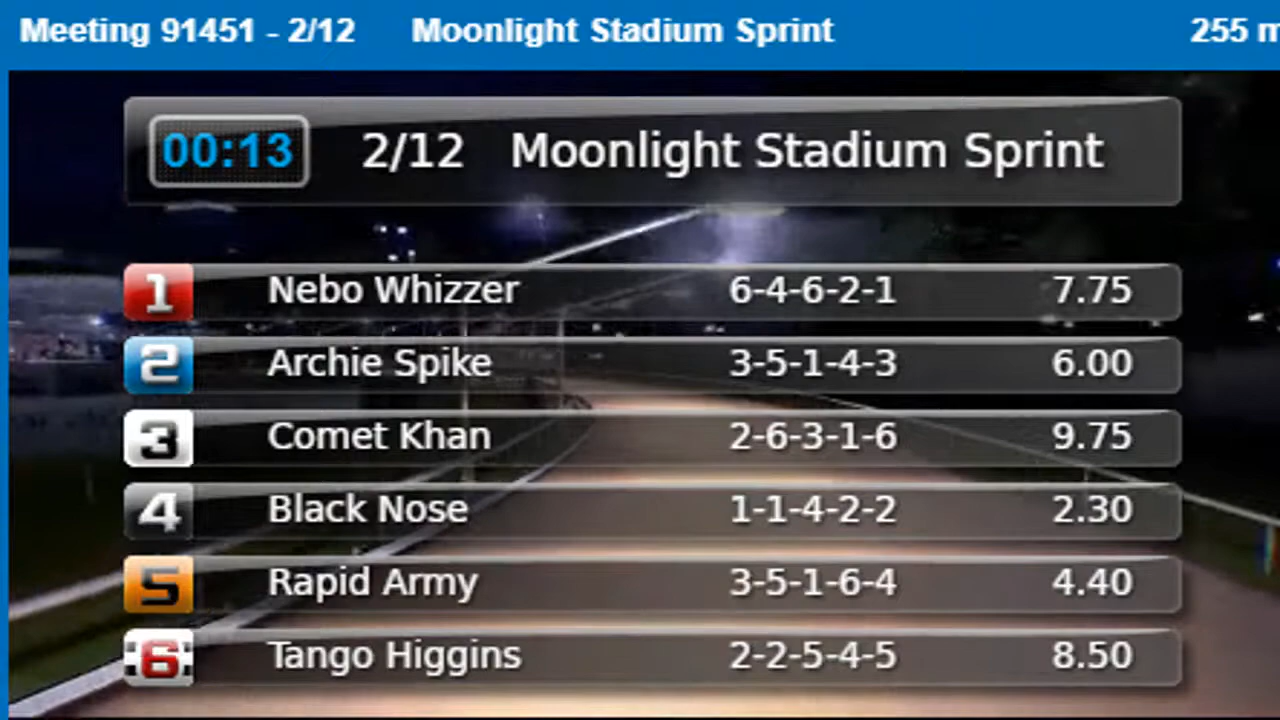 Meeting 91451 - 2/12 Moonlight Stadium Sprint 255 m
00:13 2/12 Moonlight Stadium Sprint
1 Nebo Whizzer 6-4-6-2-1 7.75
2 Archie Spike 3-5-1-4-3 6.00
3 Comet Khan 2-6-3-1-6 9.75
4 Black Nose 1-1-4-2-2 2.30
5 Rapid Army 3-5-1-6-4 4.40
6 Tango Higgins 2-2-5-4-5 8.50